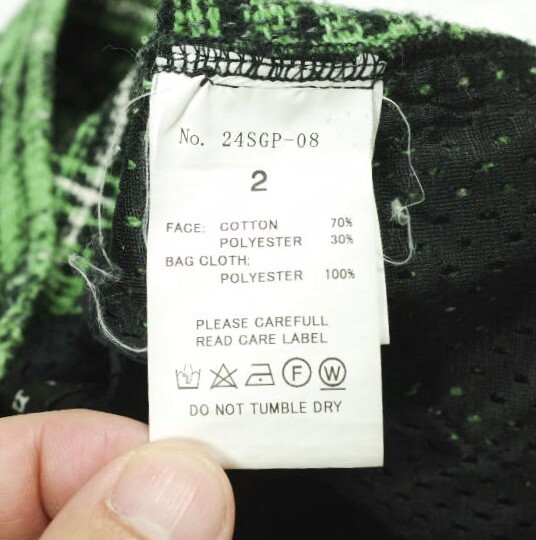 No. 24SGP-08
2
FACE: COTTON 70%
POLYESTER 30%
BAG CLOTH;
POLYESTER 100%
PLEASE CAREFULL
READ CARE LABEL
F W
DO NOT TUMBLE DRY